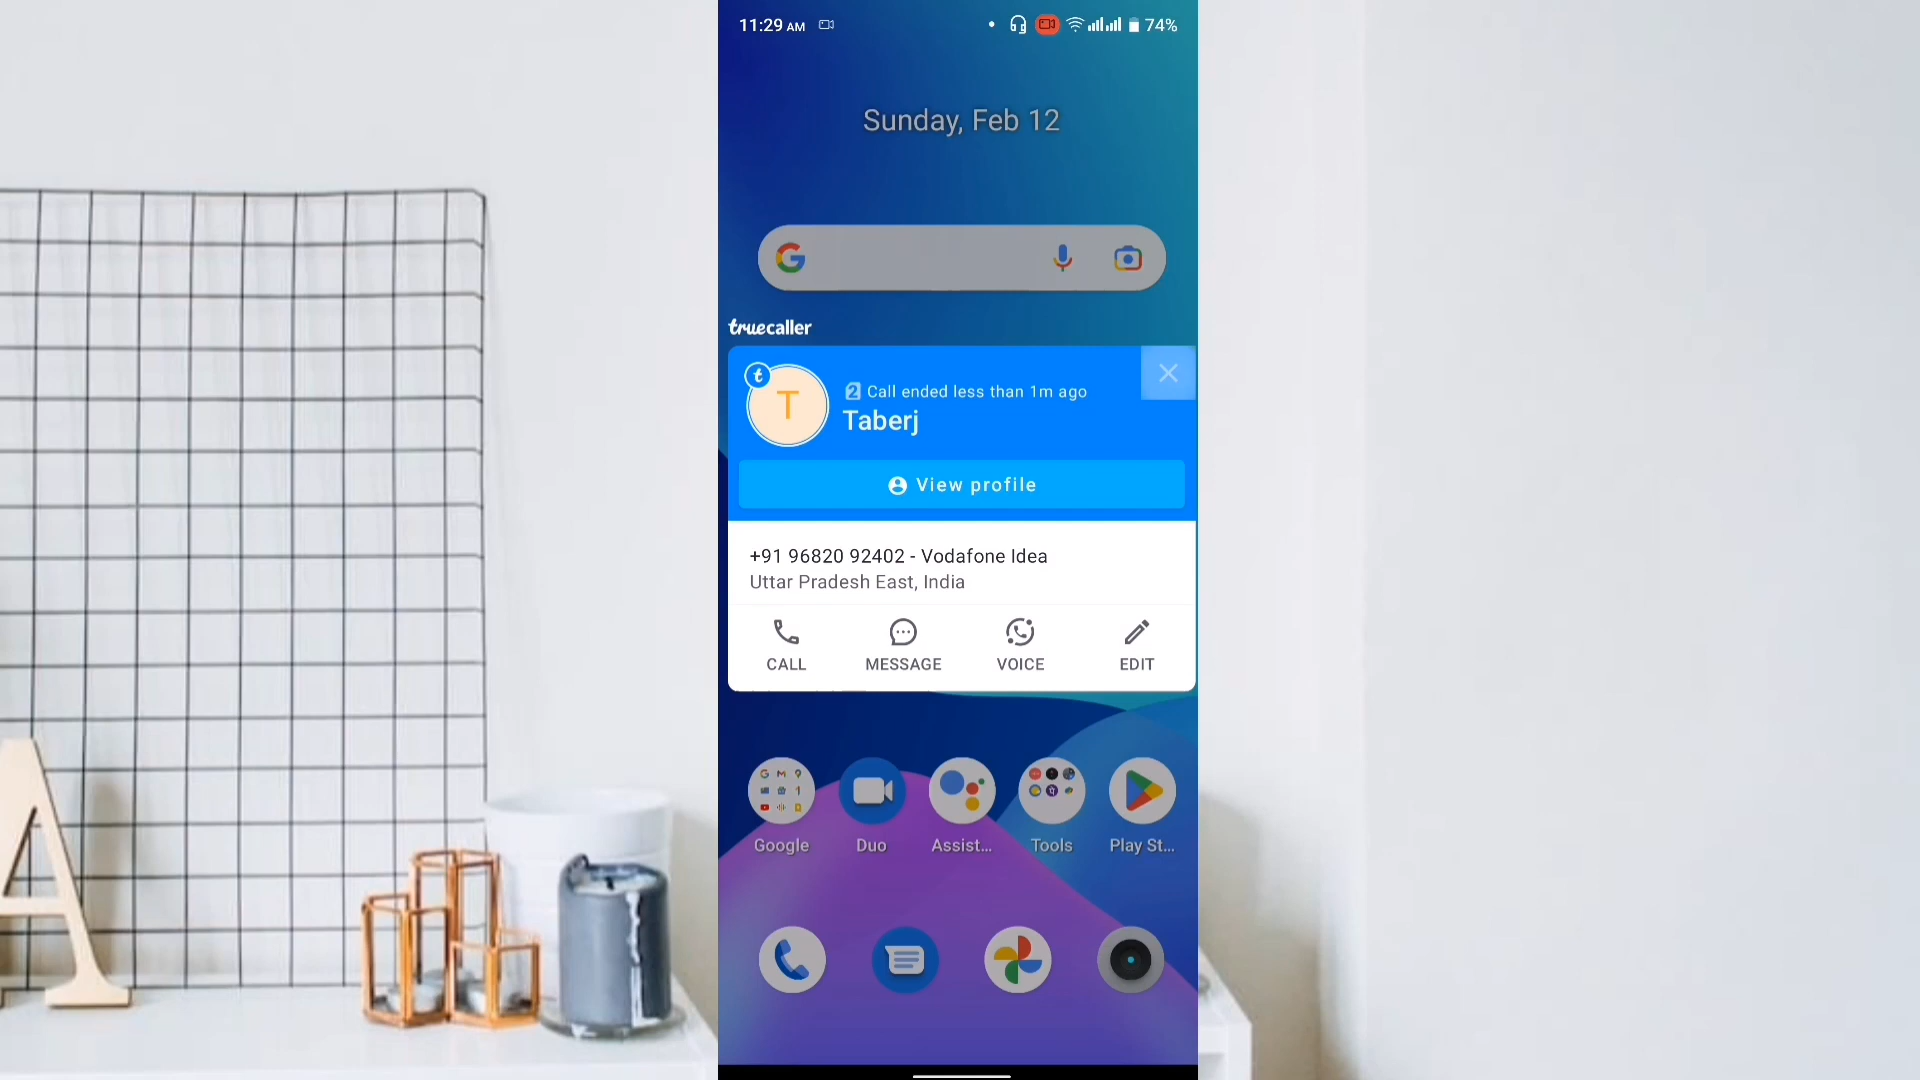 11:29 AM
74%
Sunday, Feb 12
truecaller
2 Call ended less than 1m ago
T
Taberj
View profile
+91 96820 92402 - Vodafone Idea
Uttar Pradesh East, India
CALL MESSAGE VOICE EDIT
Google Duo Assist... Tools Play St...
A